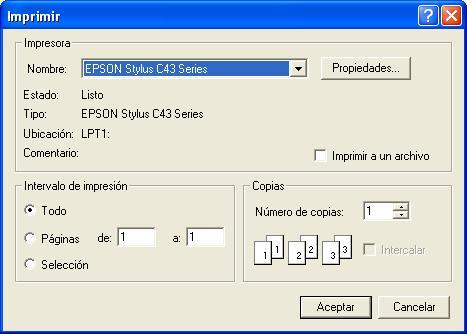 Imprimir
Impresora
Nombre: EPSON Stylus C43 Series Propiedades...
Estado: Listo
Tipo: EPSON Stylus C43 Series
Ubicación: LPT1:
Comentario: Imprimir a un archivo
Intervalo de impresión
Todo
Páginas de: 1 a: 1
Selección
Copias
Número de copias: 1
1 1 2 2 3 3 Intercalar
Aceptar Cancelar